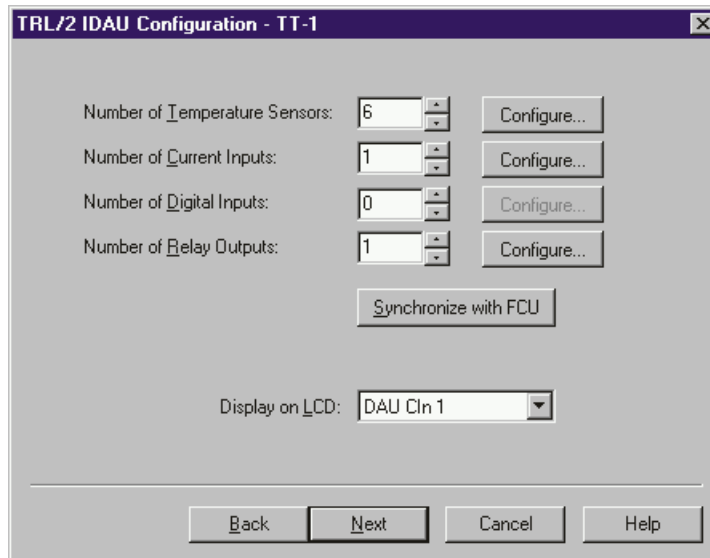 TRL/2 IDAU Configuration - TT-1
Number of Temperature Sensors: 6 Configure...
Number of Current Inputs: 1 Configure...
Number of Digital Inputs: 0 Configure...
Number of Relay Outputs: 1 Configure...
Synchronize with FCU
Display on LCD: DAU CIn 1
Back Next Cancel Help